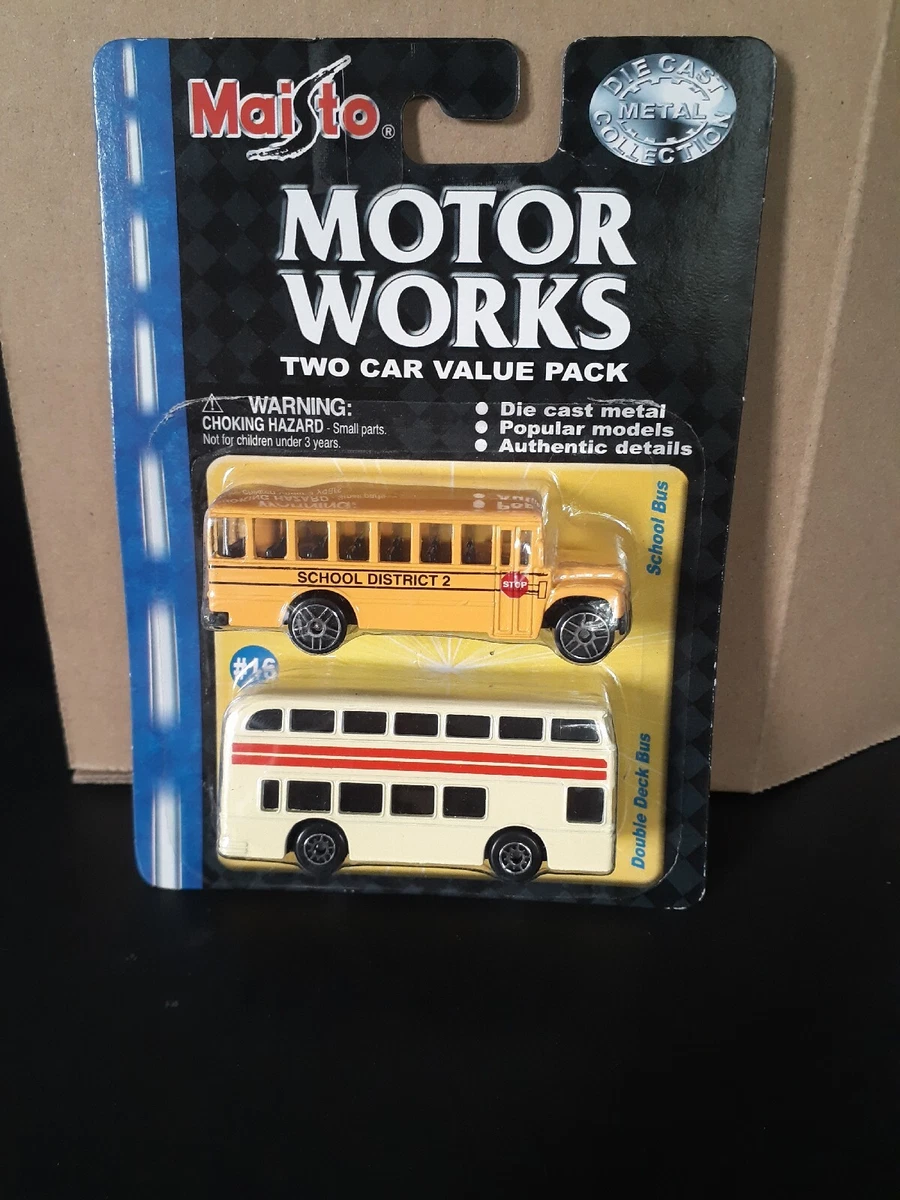 Maisto®
DIE CAST
METAL
COLLECTION
MOTOR
WORKS
TWO CAR VALUE PACK
WARNING:
CHOKING HAZARD - Small parts.
Not for children under 3 years.
● Die cast metal
● Popular models
● Authentic details
School Bus
SCHOOL DISTRICT 2
STOP
#16
Double Deck Bus